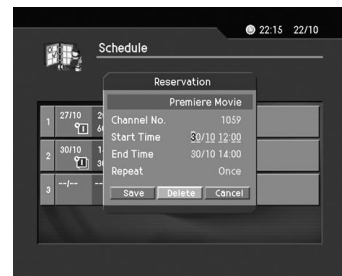 22:15 22/10
Schedule
Reservation
Premiere Movie
Channel No. 1059
Start Time 30/10 12:00
End Time 30/10 14:00
Repeat Once
Save Delete Cancel
1 27/10
2 30/10
3 --/-- --